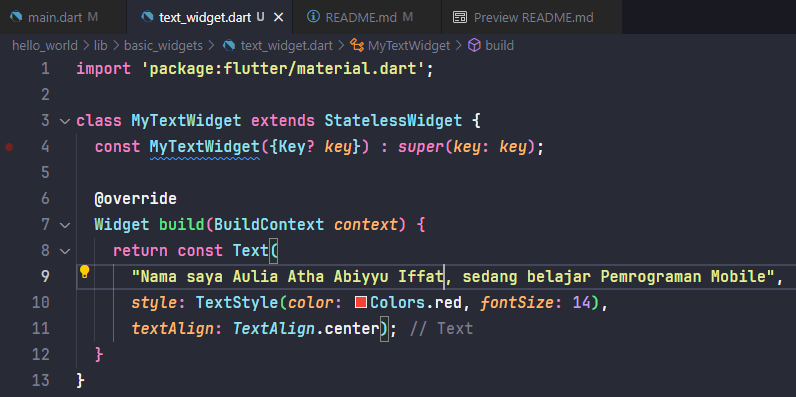 main.dart M text_widget.dart U × README.md M Preview README.md
hello_world > lib > basic_widgets > text_widget.dart > MyTextWidget > build
1 import 'package:flutter/material.dart';
2
3 class MyTextWidget extends StatelessWidget {
4 const MyTextWidget({Key? key}) : super(key: key);
5
6 @override
7 Widget build(BuildContext context) {
8 return const Text(
9 "Nama saya Aulia Atha Abiyyu Iffat, sedang belajar Pemrograman Mobile",
10 style: TextStyle(color: Colors.red, fontSize: 14),
11 textAlign: TextAlign.center); // Text
12 }
13 }